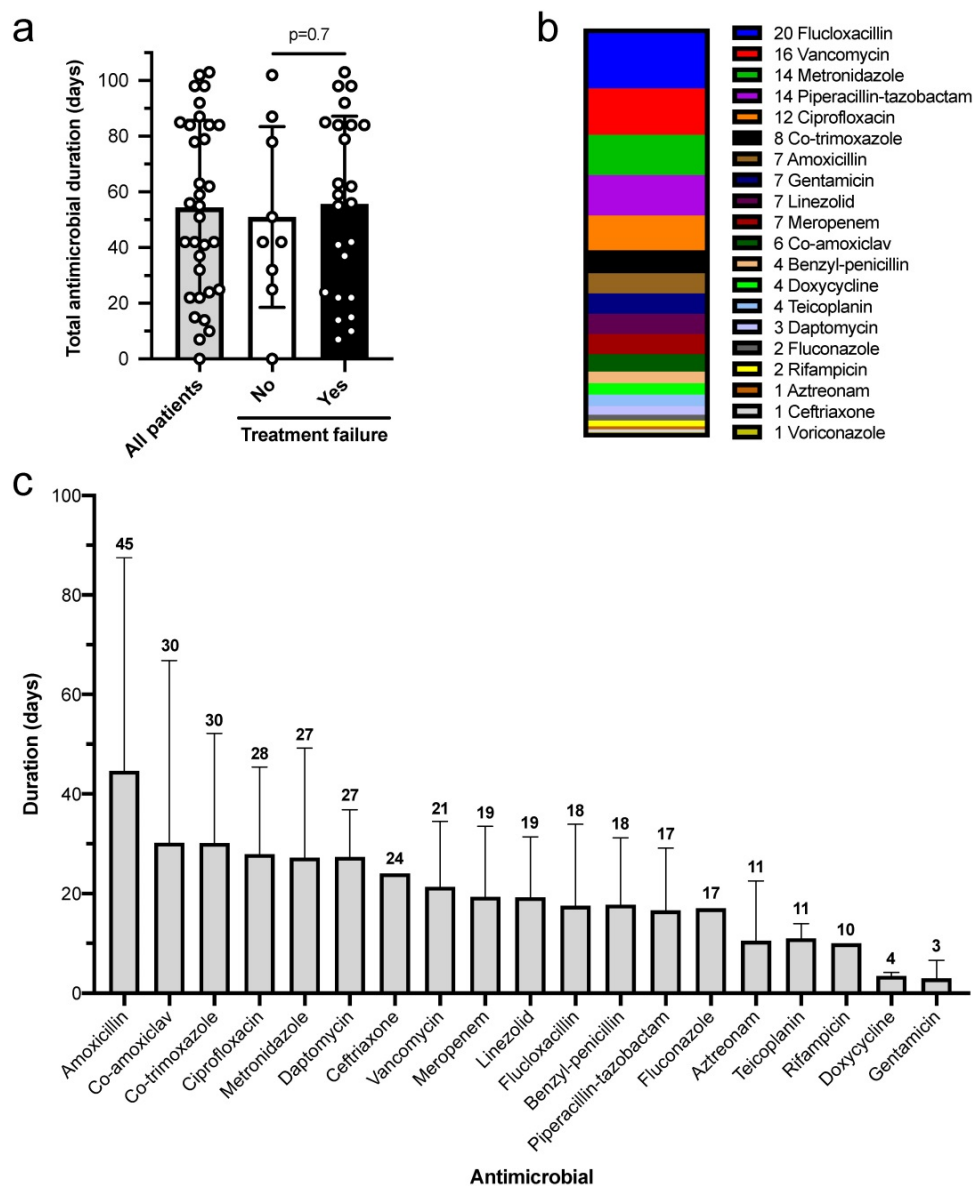 a
p=0.7
Total antimicrobial duration (days)
100
80
60
40
20
0
All patients
No
Yes
Treatment failure
b
20 Flucloxacillin
16 Vancomycin
14 Metronidazole
14 Piperacillin-tazobactam
12 Ciprofloxacin
8 Co-trimoxazole
7 Amoxicillin
7 Gentamicin
7 Linezolid
7 Meropenem
6 Co-amoxiclav
4 Benzyl-penicillin
4 Doxycycline
4 Teicoplanin
3 Daptomycin
2 Fluconazole
2 Rifampicin
1 Aztreonam
1 Ceftriaxone
1 Voriconazole
c
Duration (days)
100
80
60
40
20
0
45
30
30
28
27
27
24
21
19
19
18
18
17
17
11
11
10
4
3
Amoxicillin
Co-amoxiclav
Co-trimoxazole
Ciprofloxacin
Metronidazole
Daptomycin
Ceftriaxone
Vancomycin
Meropenem
Linezolid
Flucloxacillin
Benzyl-penicillin
Piperacillin-tazobactam
Fluconazole
Aztreonam
Teicoplanin
Rifampicin
Doxycycline
Gentamicin
Antimicrobial